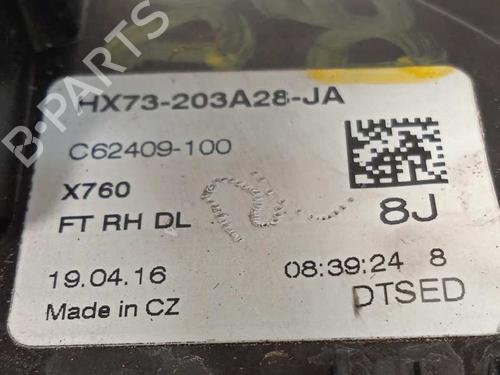 HX73-203A28-JA
C62409-100
X760
FT RH DL
8J
19.04.16
08:39:24 8
Made in CZ
DTSED
B-PARTS